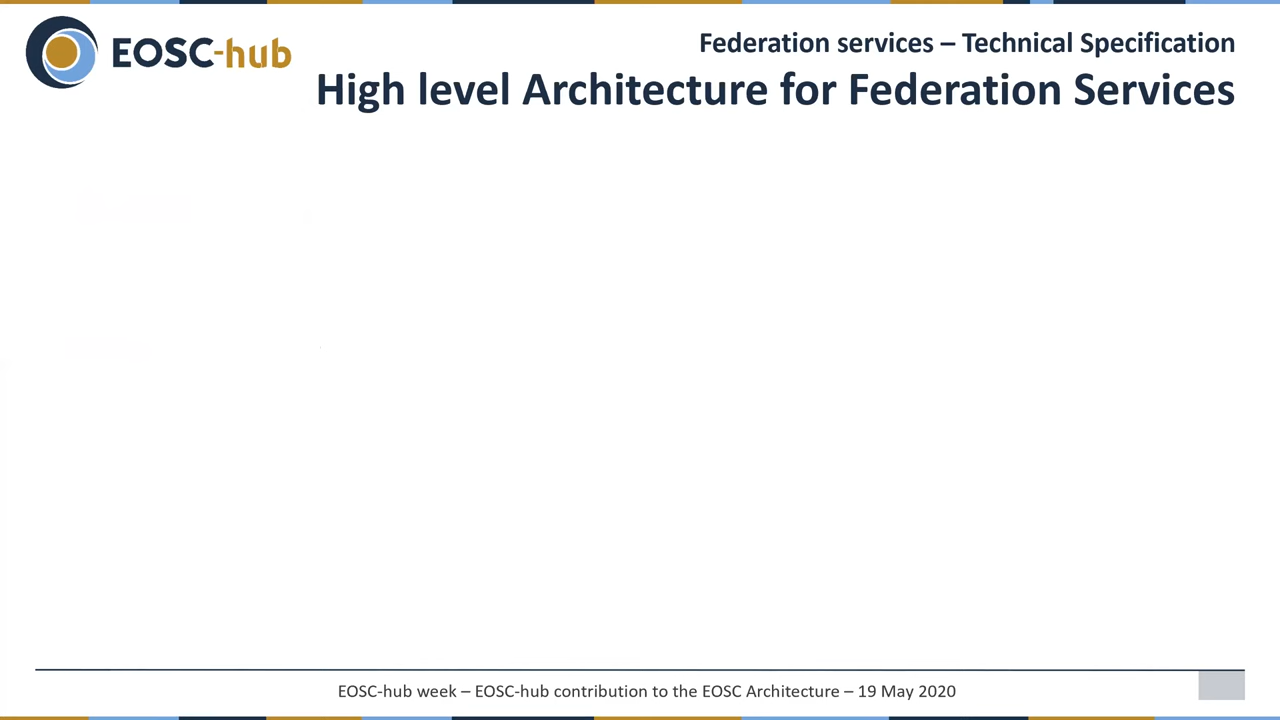 EOSC-hub
Federation services – Technical Specification
High level Architecture for Federation Services
EOSC-hub week – EOSC-hub contribution to the EOSC Architecture – 19 May 2020